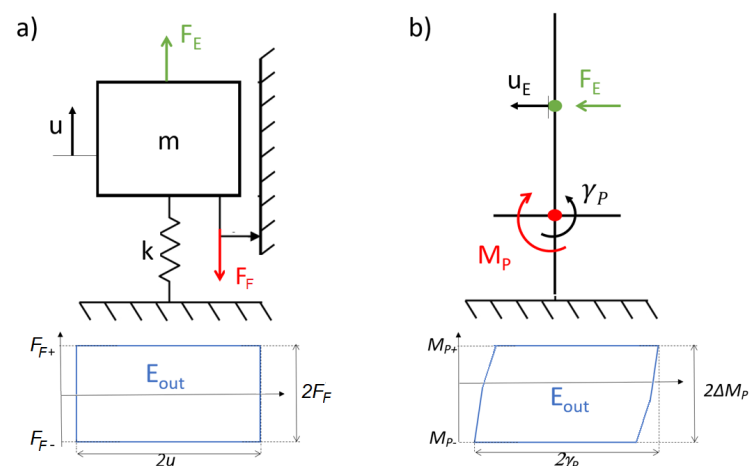 a)
F_E
u
m
k
F_F
F_F+
E_out
2F_F
F_F-
2u
b)
u_E
F_E
γ_P
M_P
M_P+
E_out
2ΔM_P
M_P-
2γ_P